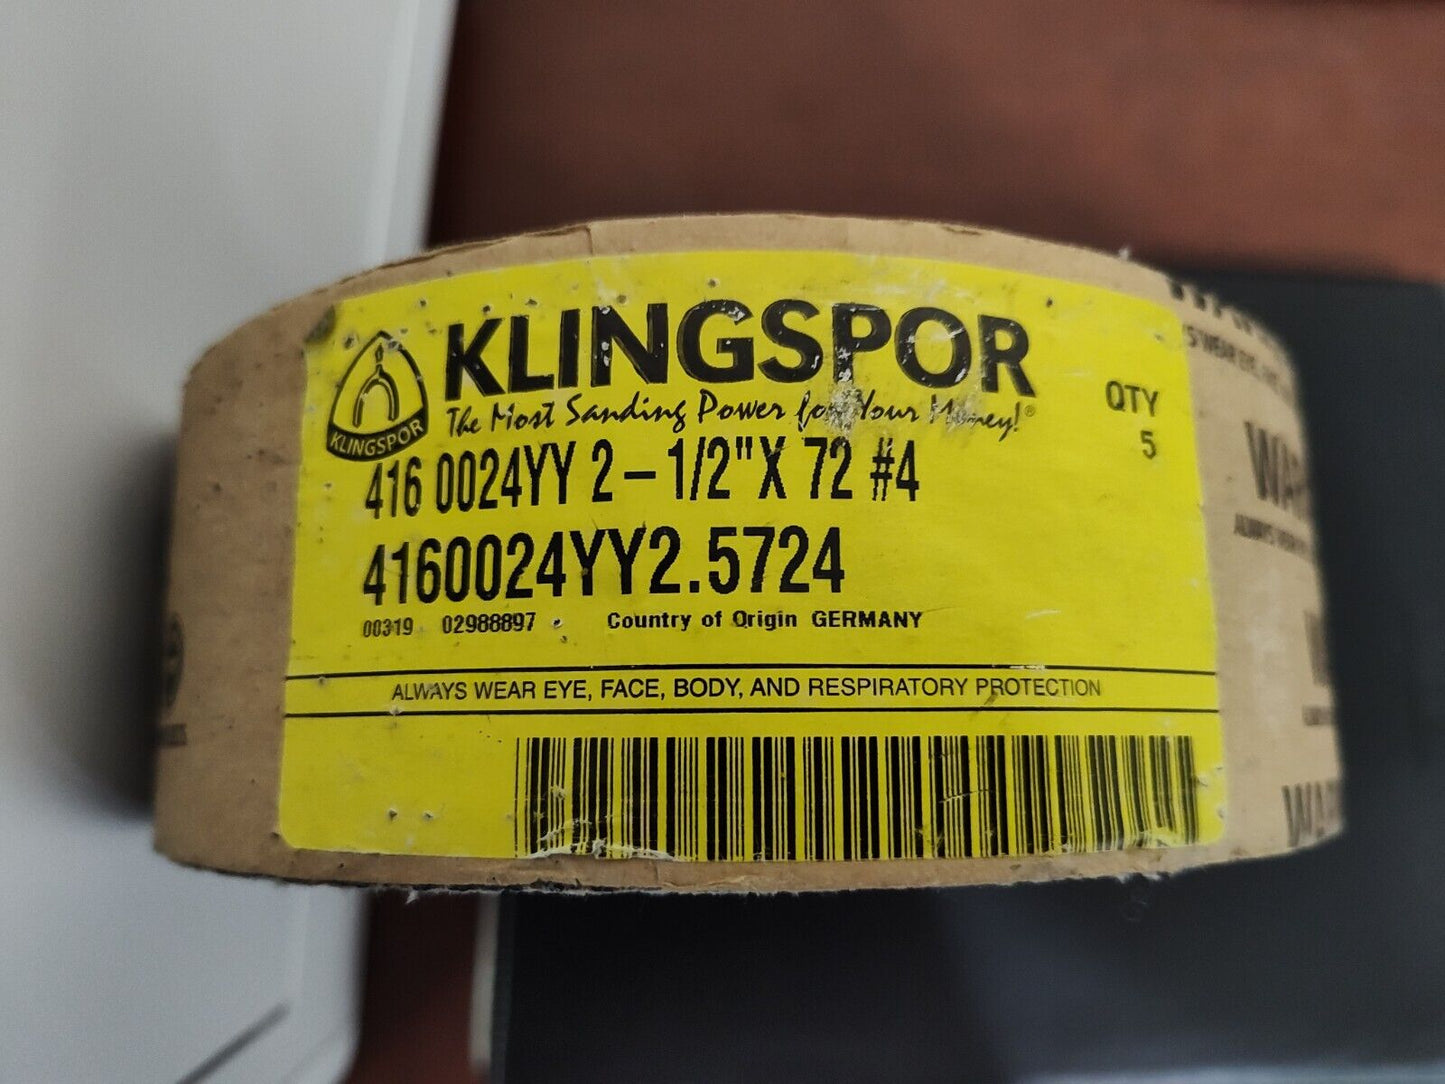 KLINGSPOR
KLINGSPOR
The Most Sanding Power for Your Money!®
QTY
5
416 0024YY 2-1/2"X 72 #4
4160024YY2.5724
00319 02988897 Country of Origin GERMANY
ALWAYS WEAR EYE, FACE, BODY, AND RESPIRATORY PROTECTION